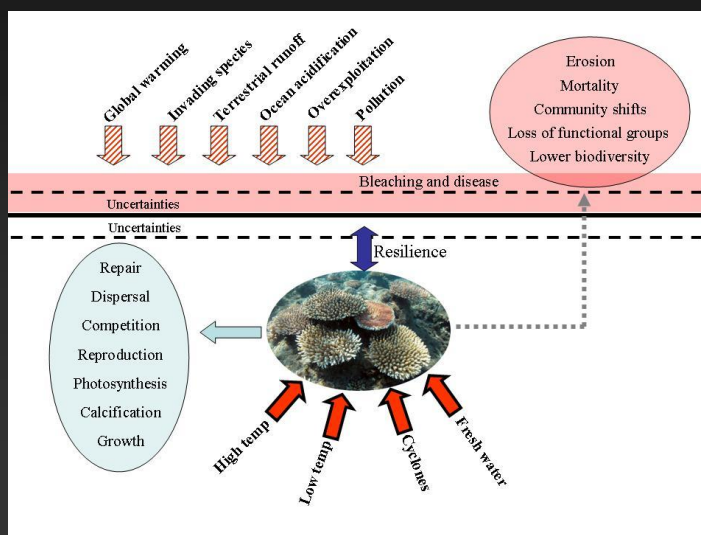 Global warming
Invading species
Terrestrial runoff
Ocean acidification
Overexploitation
Pollution
Erosion
Mortality
Community shifts
Loss of functional groups
Lower biodiversity
Bleaching and disease
Uncertainties
Uncertainties
Resilience
Repair
Dispersal
Competition
Reproduction
Photosynthesis
Calcification
Growth
High temp
Low temp
Cyclones
Fresh water